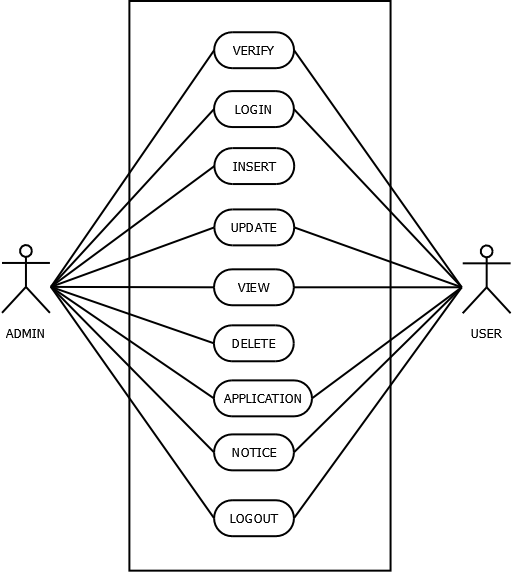 VERIFY
LOGIN
INSERT
UPDATE
VIEW
DELETE
APPLICATION
NOTICE
LOGOUT
ADMIN
USER